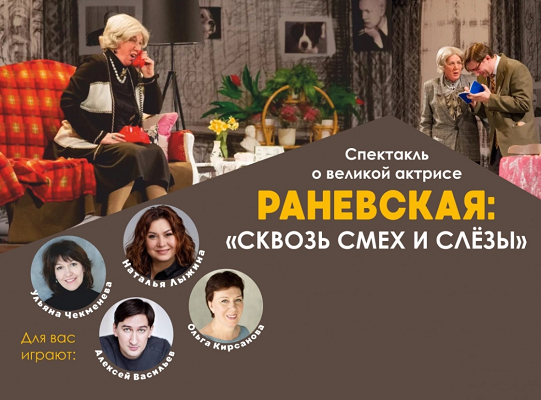 Спектакль
о великой актрисе
РАНЕВСКАЯ:
«СКВОЗЬ СМЕХ И СЛЁЗЫ»
Ульяна Чекменева
Наталья Лыжина
Алексей Васильев
Ольга Кирсанова
Для вас
играют: